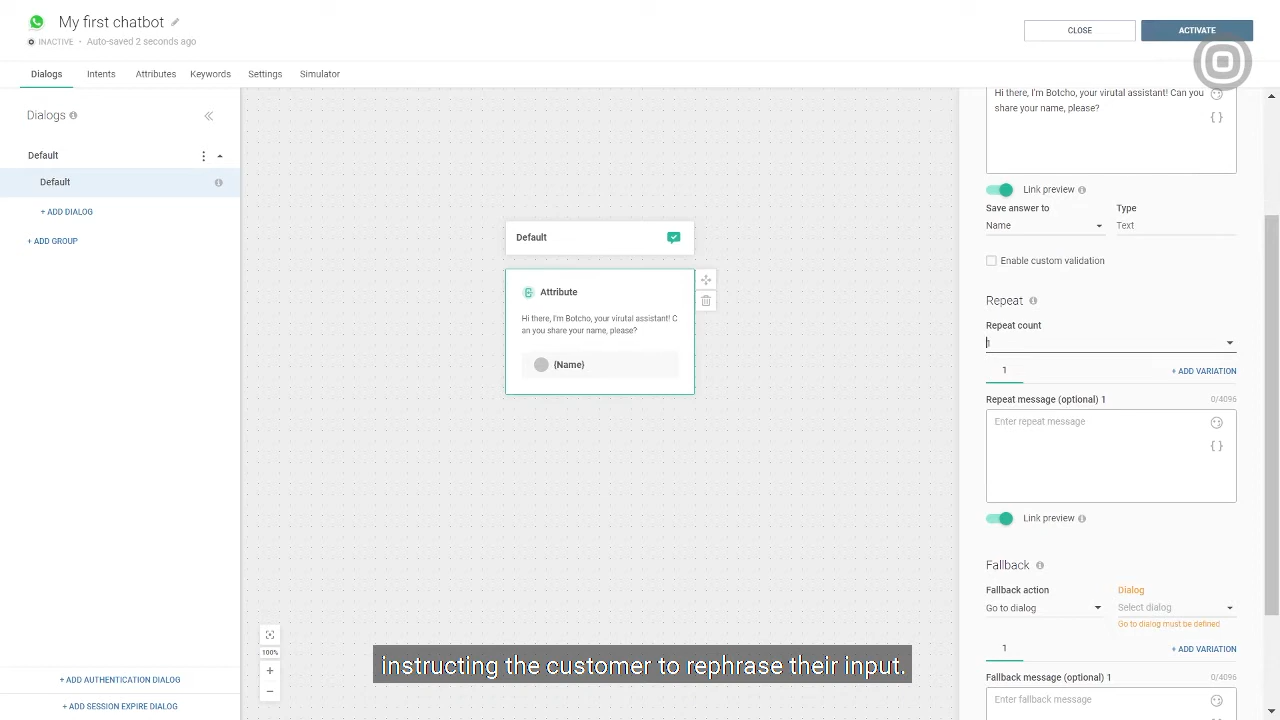 My first chatbot
INACTIVE • Auto-saved 2 seconds ago
CLOSE
ACTIVATE
Dialogs
Intents
Attributes
Keywords
Settings
Simulator
Dialogs
Default
Default
+ ADD DIALOG
+ ADD GROUP
+ ADD AUTHENTICATION DIALOG
+ ADD SESSION EXPIRE DIALOG
Default
Attribute
Hi there, I'm Botcho, your virutal assistant! C
an you share your name, please?
{Name}
100%
+
−
Hi there, I'm Botcho, your virutal assistant! Can you
share your name, please?
{ }
Link preview
Save answer to
Type
Name
Text
Enable custom validation
Repeat
Repeat count
1
1
+ ADD VARIATION
Repeat message (optional) 1
0/4096
Enter repeat message
{ }
Link preview
Fallback
Fallback action
Dialog
Go to dialog
Select dialog
Go to dialog must be defined
1
+ ADD VARIATION
Fallback message (optional) 1
0/4096
Enter fallback message
instructing the customer to rephrase their input.